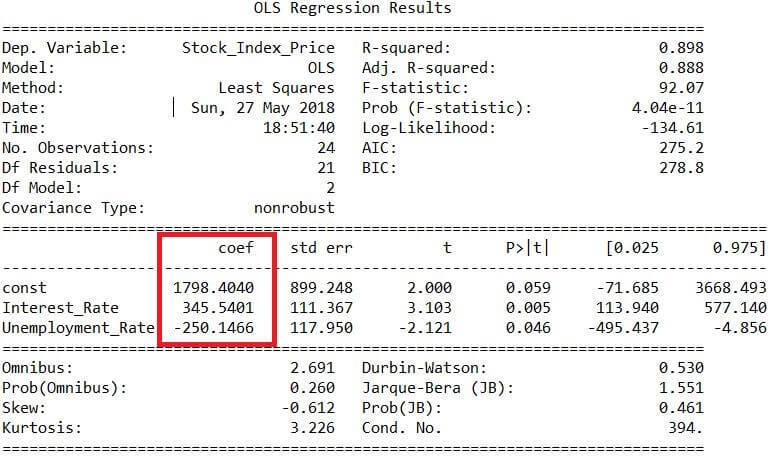 OLS Regression Results
==============================================================================
Dep. Variable: Stock_Index_Price R-squared: 0.898
Model: OLS Adj. R-squared: 0.888
Method: Least Squares F-statistic: 92.07
Date: Sun, 27 May 2018 Prob (F-statistic): 4.04e-11
Time: 18:51:40 Log-Likelihood: -134.61
No. Observations: 24 AIC: 275.2
Df Residuals: 21 BIC: 278.8
Df Model: 2
Covariance Type: nonrobust
==============================================================================
coef std err t P>|t| [0.025 0.975]
------------------------------------------------------------------------------
const 1798.4040 899.248 2.000 0.059 -71.685 3668.493
Interest_Rate 345.5401 111.367 3.103 0.005 113.940 577.140
Unemployment_Rate -250.1466 117.950 -2.121 0.046 -495.437 -4.856
==============================================================================
Omnibus: 2.691 Durbin-Watson: 0.530
Prob(Omnibus): 0.260 Jarque-Bera (JB): 1.551
Skew: -0.612 Prob(JB): 0.461
Kurtosis: 3.226 Cond. No. 394.
==============================================================================